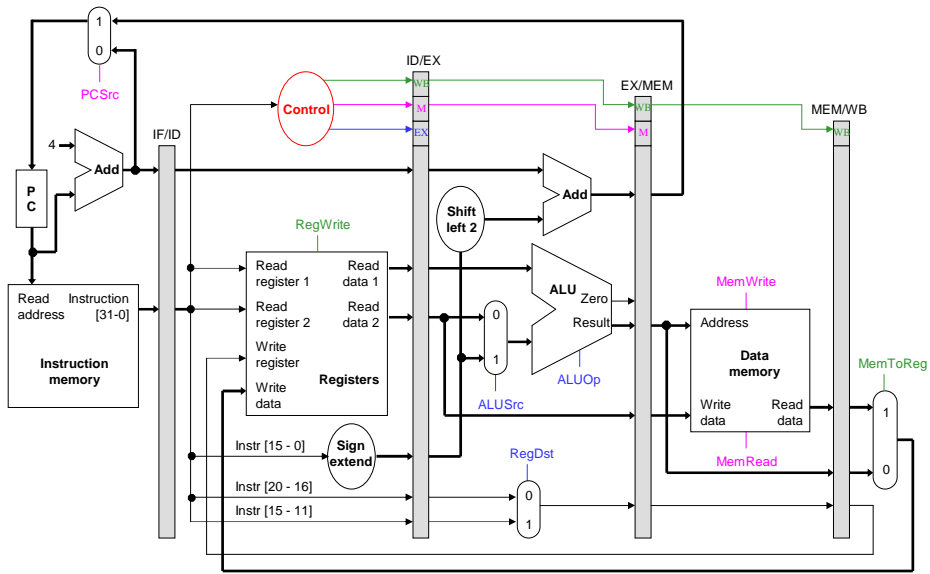 1
0
PCSrc
4
Add
P
C
IF/ID
Control
ID/EX
WB
M
EX
EX/MEM
WB
M
MEM/WB
WB
Add
Shift
left 2
RegWrite
Read
register 1
Read
data 1
Read
register 2
Read
data 2
Write
register
Write
data
Registers
Read
address
Instruction
[31-0]
Instruction
memory
0
1
ALUSrc
ALU
Zero
Result
ALUOp
MemWrite
Address
Data
memory
Write
data
Read
data
MemRead
MemToReg
1
0
Instr [15 - 0]
Sign
extend
RegDst
Instr [20 - 16]
Instr [15 - 11]
0
1